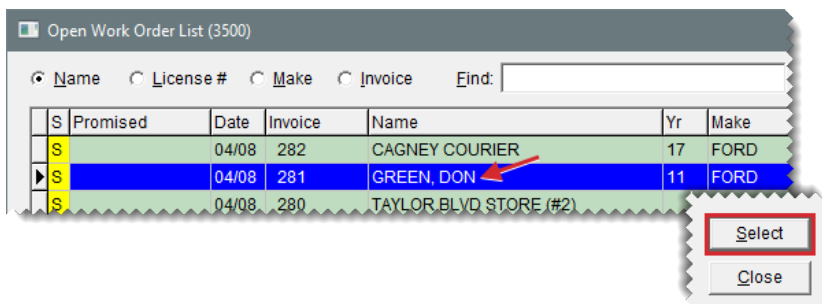 Open Work Order List (3500)
Name License # Make Invoice Find:
S Promised Date Invoice Name Yr Make
S 04/08 282 CAGNEY COURIER 17 FORD
S 04/08 281 GREEN, DON 11 FORD
S 04/08 280 TAYLOR BLVD STORE (#2)
Select
Close